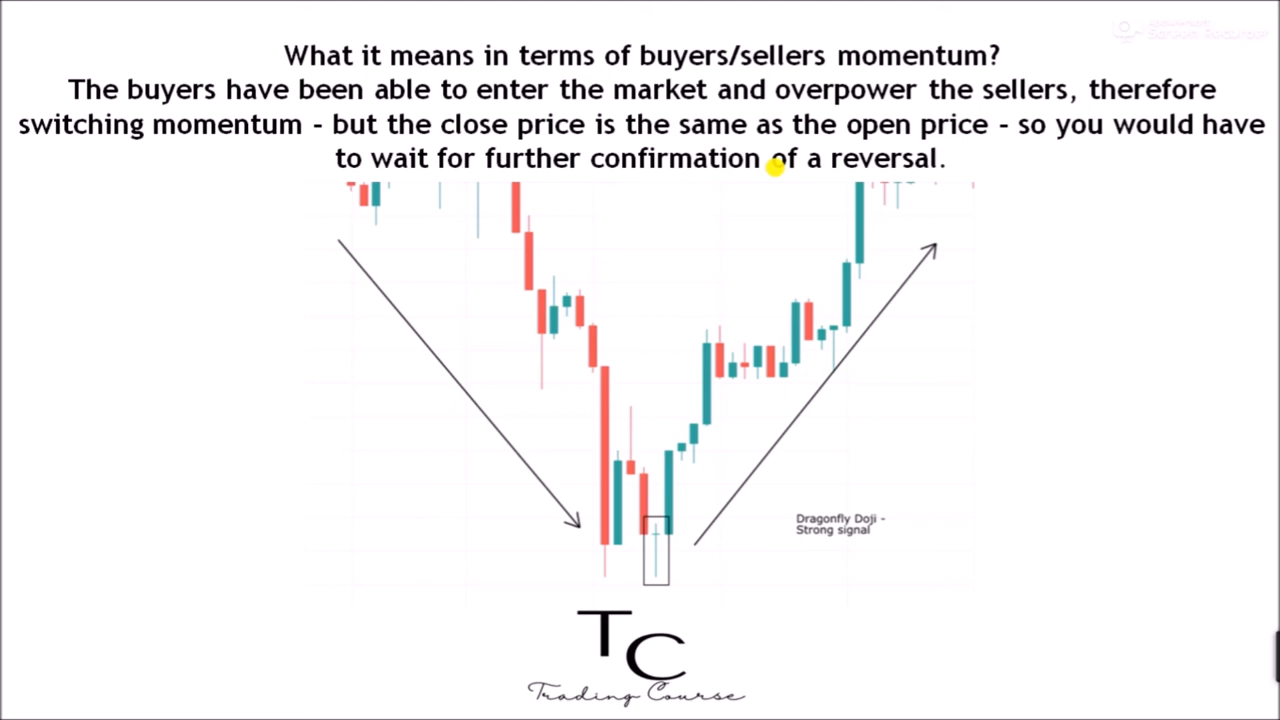 What it means in terms of buyers/sellers momentum?
The buyers have been able to enter the market and overpower the sellers, therefore
switching momentum - but the close price is the same as the open price - so you would have
to wait for further confirmation of a reversal.
Screen Recorder
Dragonfly Doji -
Strong signal
TC
Trading Course